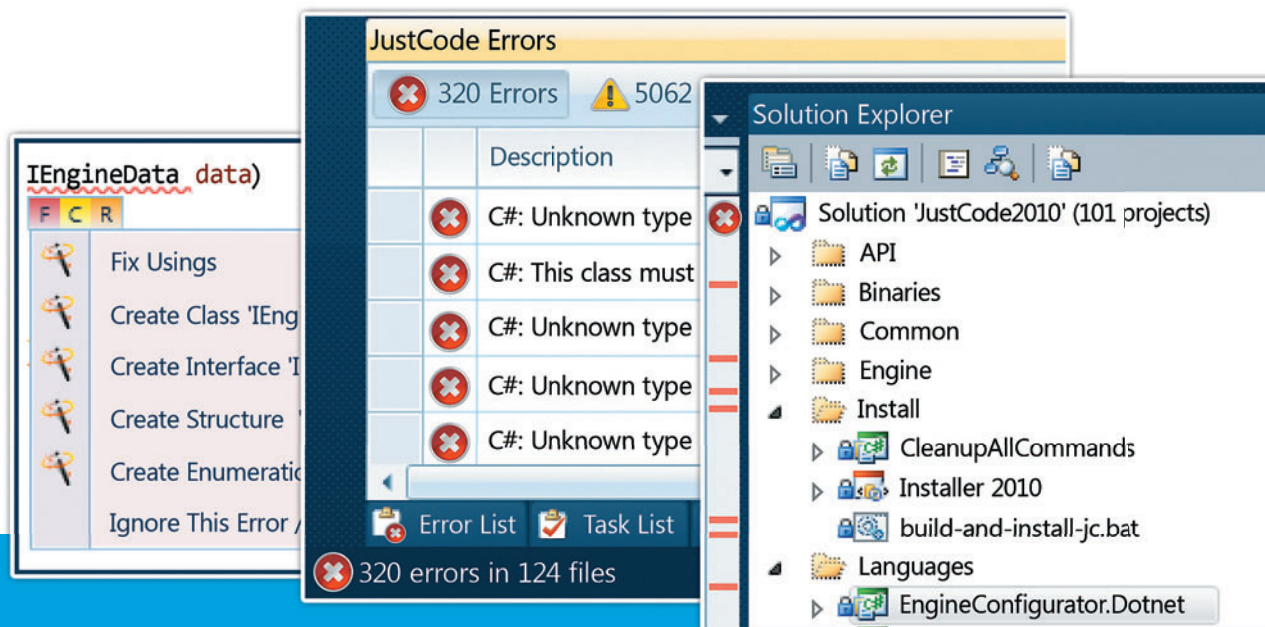 IEngineData data)
F C R
Fix Usings
Create Class 'IEng
Create Interface 'I
Create Structure '
Create Enumeratio
Ignore This Error /
JustCode Errors
320 Errors 5062
Description
C#: Unknown type
C#: This class must
C#: Unknown type
C#: Unknown type
C#: Unknown type
Error List Task List
320 errors in 124 files
Solution Explorer
Solution 'JustCode2010' (101 projects)
API
Binaries
Common
Engine
Install
C# CleanupAllCommands
Installer 2010
build-and-install-jc.bat
Languages
C# EngineConfigurator.Dotnet